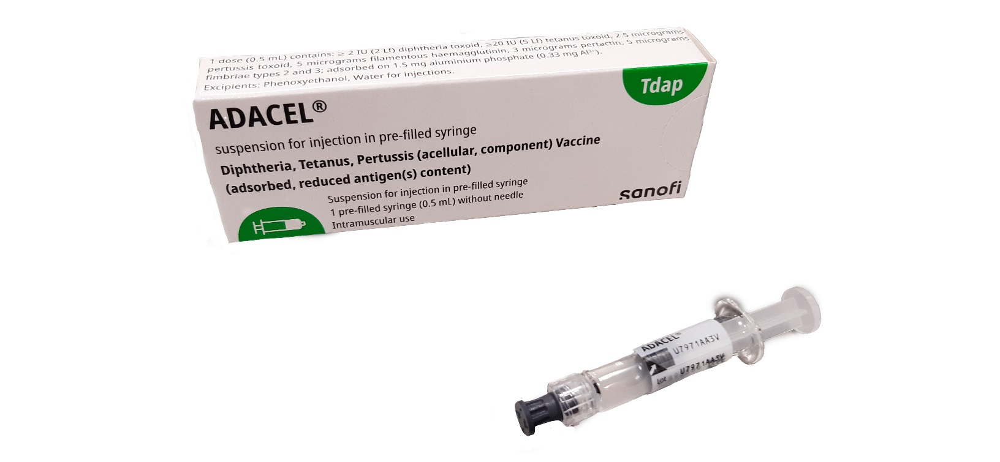 1 dose (0.5 mL) contains: ≥ 2 IU (2 Lf) diphtheria toxoid, ≥20 IU (5 Lf) tetanus toxoid, 2.5 micrograms
pertussis toxoid, 5 micrograms filamentous haemagglutinin, 3 micrograms pertactin, 5 micrograms
fimbriae types 2 and 3; adsorbed on 1.5 mg aluminium phosphate (0.33 mg Al³⁺).
Excipients: Phenoxyethanol, Water for injections.
Tdap
ADACEL®
suspension for injection in pre-filled syringe
Diphtheria, Tetanus, Pertussis (acellular, component) Vaccine
(adsorbed, reduced antigen(s) content)
Suspension for injection in pre-filled syringe
1 pre-filled syringe (0.5 mL) without needle
Intramuscular use
sanofi
ADACEL®
U7971AA3V
U7971AA3V
Lot